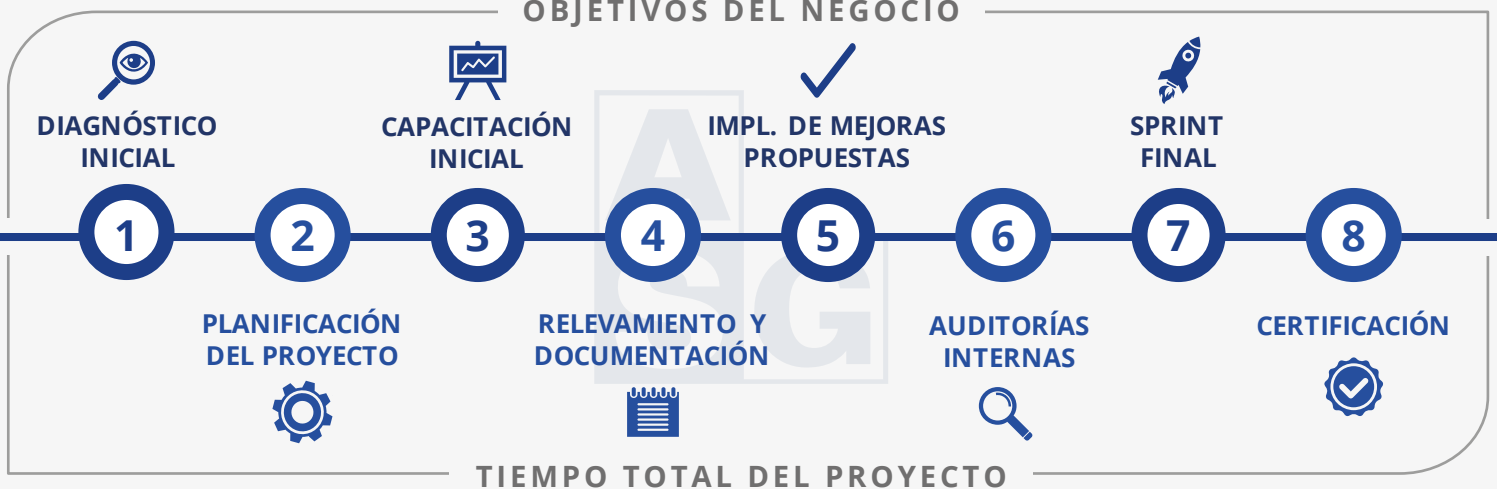 OBJETIVOS DEL NEGOCIO
DIAGNÓSTICO
INICIAL
CAPACITACIÓN
INICIAL
IMPL. DE MEJORAS
PROPUESTAS
SPRINT
FINAL
1
2
3
4
5
6
7
8
PLANIFICACIÓN
DEL PROYECTO
RELEVAMIENTO Y
DOCUMENTACIÓN
AUDITORÍAS
INTERNAS
CERTIFICACIÓN
A
SG
TIEMPO TOTAL DEL PROYECTO